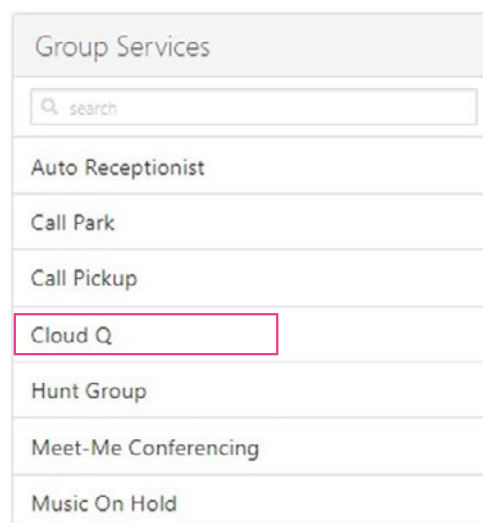 Group Services
search
Auto Receptionist
Call Park
Call Pickup
Cloud Q
Hunt Group
Meet-Me Conferencing
Music On Hold